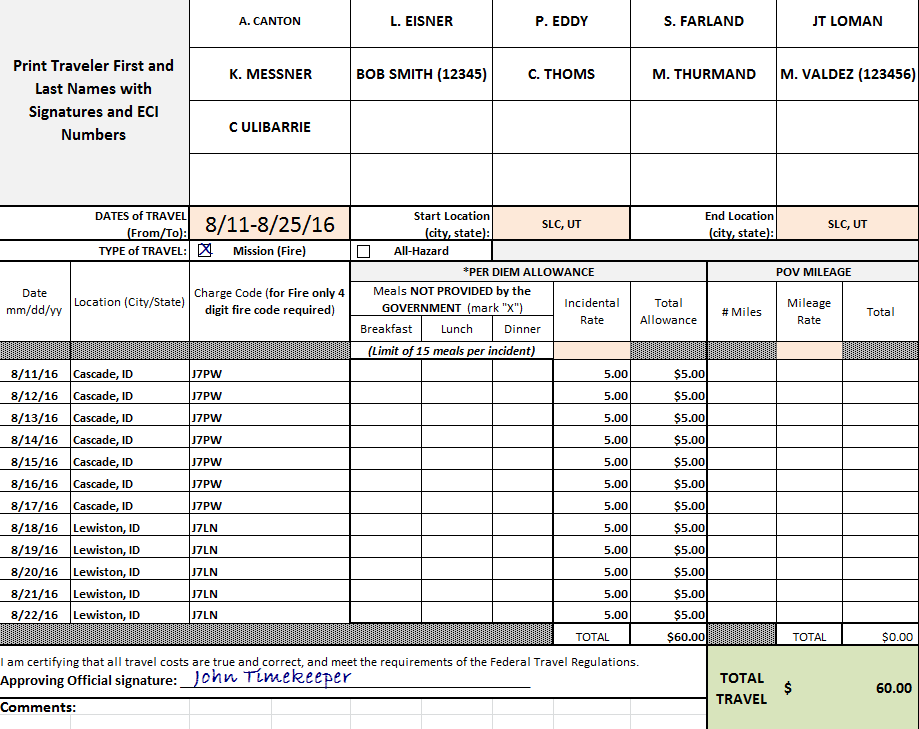 Print Traveler First and Last Names with Signatures and ECI Numbers
A. CANTON L. EISNER P. EDDY S. FARLAND JT LOMAN
K. MESSNER BOB SMITH (12345) C. THOMS M. THURMAND M. VALDEZ (123456)
C ULIBARRIE
DATES of TRAVEL (From/To): 8/11-8/25/16 Start Location (city, state): SLC, UT End Location (city, state): SLC, UT
TYPE of TRAVEL: X Mission (Fire) All-Hazard
Date mm/dd/yy Location (City/State) Charge Code (for Fire only 4 digit fire code required) *PER DIEM ALLOWANCE POV MILEAGE
Meals NOT PROVIDED by the GOVERNMENT (mark "X") Incidental Rate Total Allowance # Miles Mileage Rate Total
Breakfast Lunch Dinner
(Limit of 15 meals per incident)
8/11/16 Cascade, ID J7PW 5.00 $5.00
8/12/16 Cascade, ID J7PW 5.00 $5.00
8/13/16 Cascade, ID J7PW 5.00 $5.00
8/14/16 Cascade, ID J7PW 5.00 $5.00
8/15/16 Cascade, ID J7PW 5.00 $5.00
8/16/16 Cascade, ID J7PW 5.00 $5.00
8/17/16 Cascade, ID J7PW 5.00 $5.00
8/18/16 Lewiston, ID J7LN 5.00 $5.00
8/19/16 Lewiston, ID J7LN 5.00 $5.00
8/20/16 Lewiston, ID J7LN 5.00 $5.00
8/21/16 Lewiston, ID J7LN 5.00 $5.00
8/22/16 Lewiston, ID J7LN 5.00 $5.00
TOTAL $60.00 TOTAL $0.00
I am certifying that all travel costs are true and correct, and meet the requirements of the Federal Travel Regulations.
Approving Official signature: John Timekeeper
TOTAL TRAVEL $ 60.00
Comments: